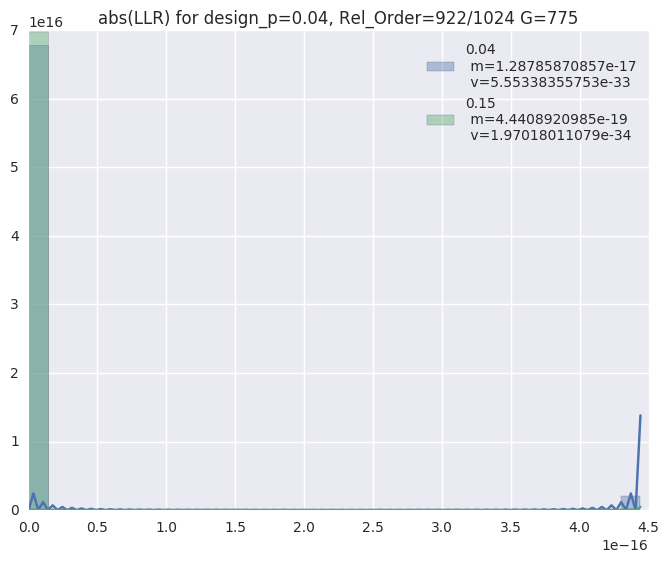 abs(LLR) for design_p=0.04, Rel_Order=922/1024 G=775
1e16
7
6
5
4
3
2
1
0
0.04
m=1.28785870857e-17
v=5.55338355753e-33
0.15
m=4.4408920985e-19
v=1.97018011079e-34
0.0 0.5 1.0 1.5 2.0 2.5 3.0 3.5 4.0 4.5
1e−16